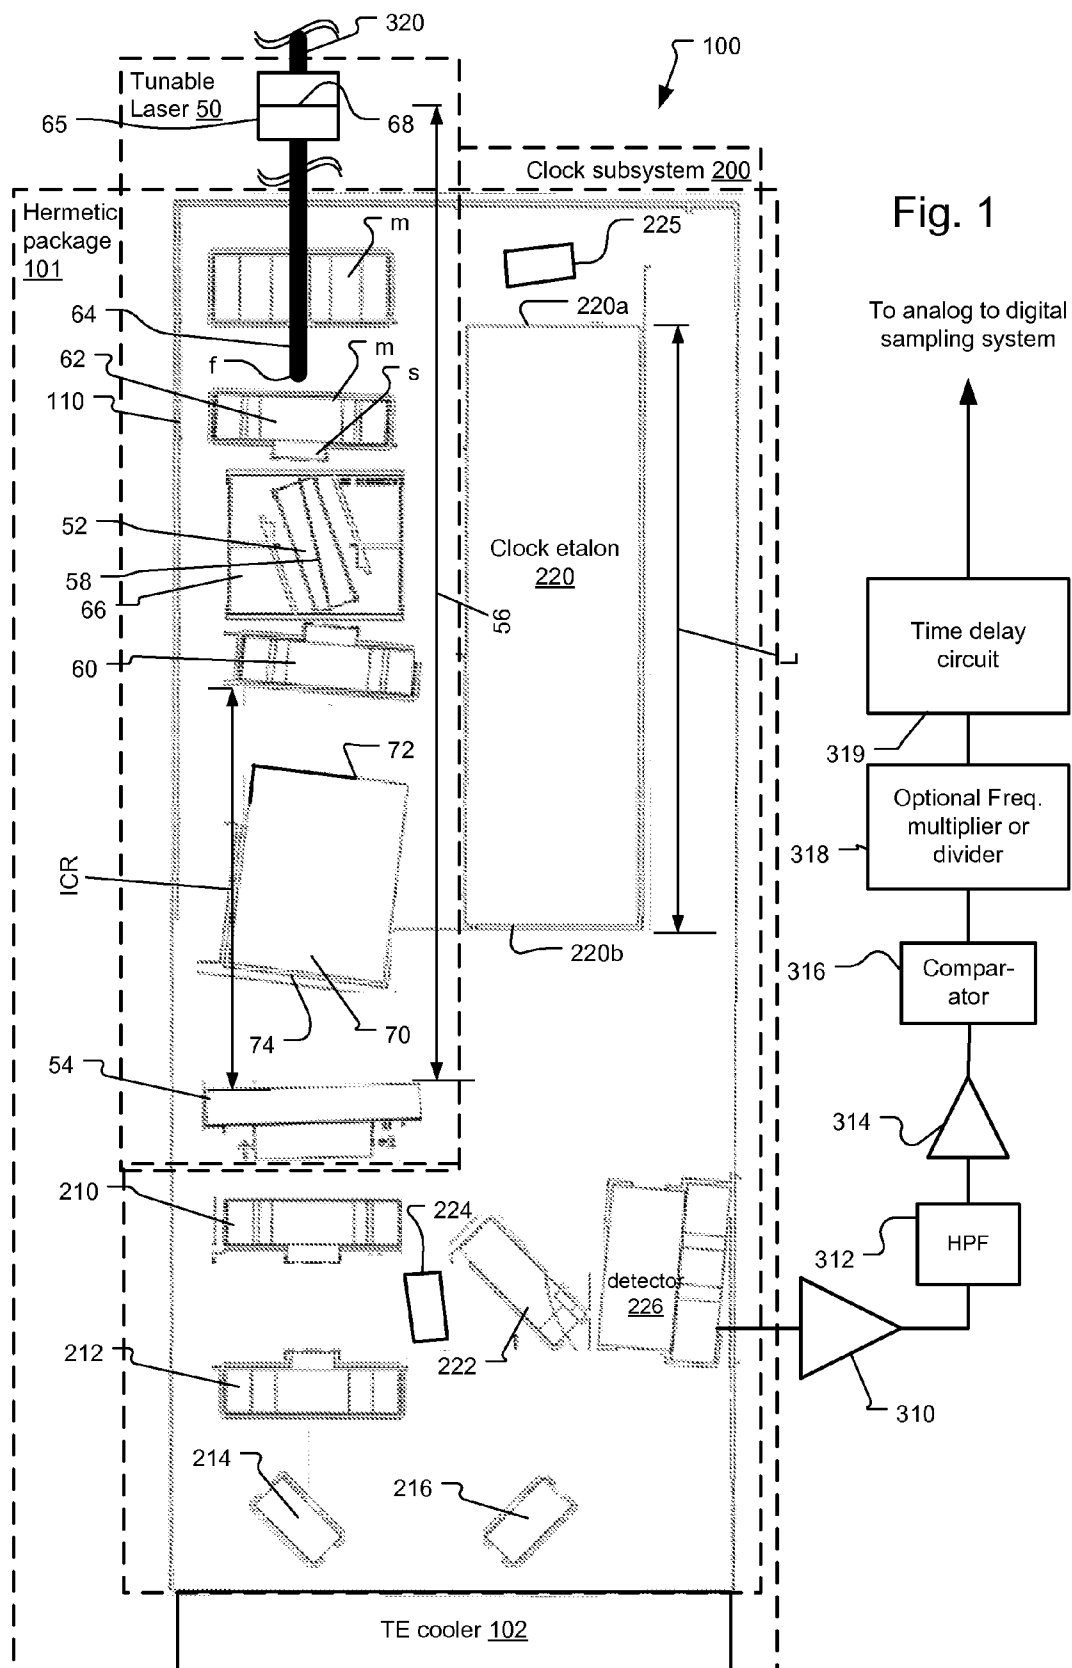 320
100
Tunable
Laser 50
65
68
Clock subsystem 200
Hermetic
package
101
m
225
Fig. 1
64
220a
To analog to digital
sampling system
62
f
m
s
110
52
58
66
Clock etalon
220
56
60
L
Time delay
circuit
72
319
Optional Freq.
multiplier or
divider
318
ICR
220b
316
Compar-
ator
74
70
54
314
210
224
312
HPF
detector
226
212
222
310
214
216
TE cooler 102